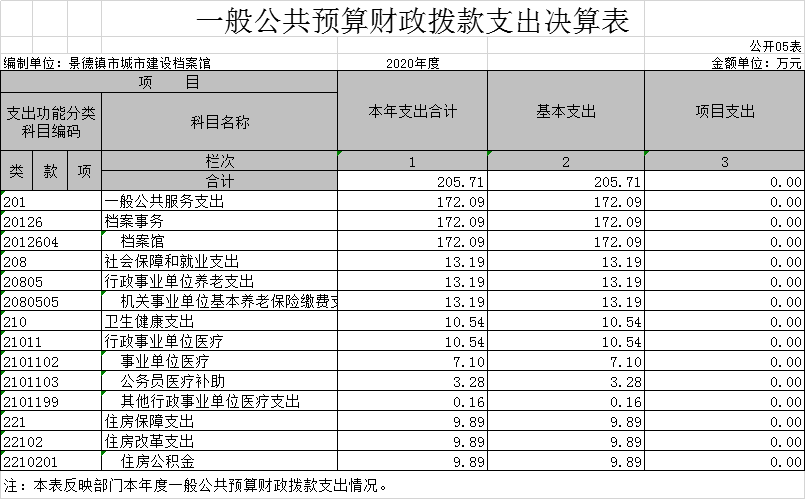 一般公共预算财政拨款支出决算表
公开05表
编制单位：景德镇市城市建设档案馆 2020年度 金额单位：万元
项 目 本年支出合计 基本支出 项目支出
支出功能分类科目编码 科目名称
类 款 项 栏次 1 2 3
合计 205.71 205.71 0.00
201 一般公共服务支出 172.09 172.09 0.00
20126 档案事务 172.09 172.09 0.00
2012604 档案馆 172.09 172.09 0.00
208 社会保障和就业支出 13.19 13.19 0.00
20805 行政事业单位养老支出 13.19 13.19 0.00
2080505 机关事业单位基本养老保险缴费支 13.19 13.19 0.00
210 卫生健康支出 10.54 10.54 0.00
21011 行政事业单位医疗 10.54 10.54 0.00
2101102 事业单位医疗 7.10 7.10 0.00
2101103 公务员医疗补助 3.28 3.28 0.00
2101199 其他行政事业单位医疗支出 0.16 0.16 0.00
221 住房保障支出 9.89 9.89 0.00
22102 住房改革支出 9.89 9.89 0.00
2210201 住房公积金 9.89 9.89 0.00
注：本表反映部门本年度一般公共预算财政拨款支出情况。